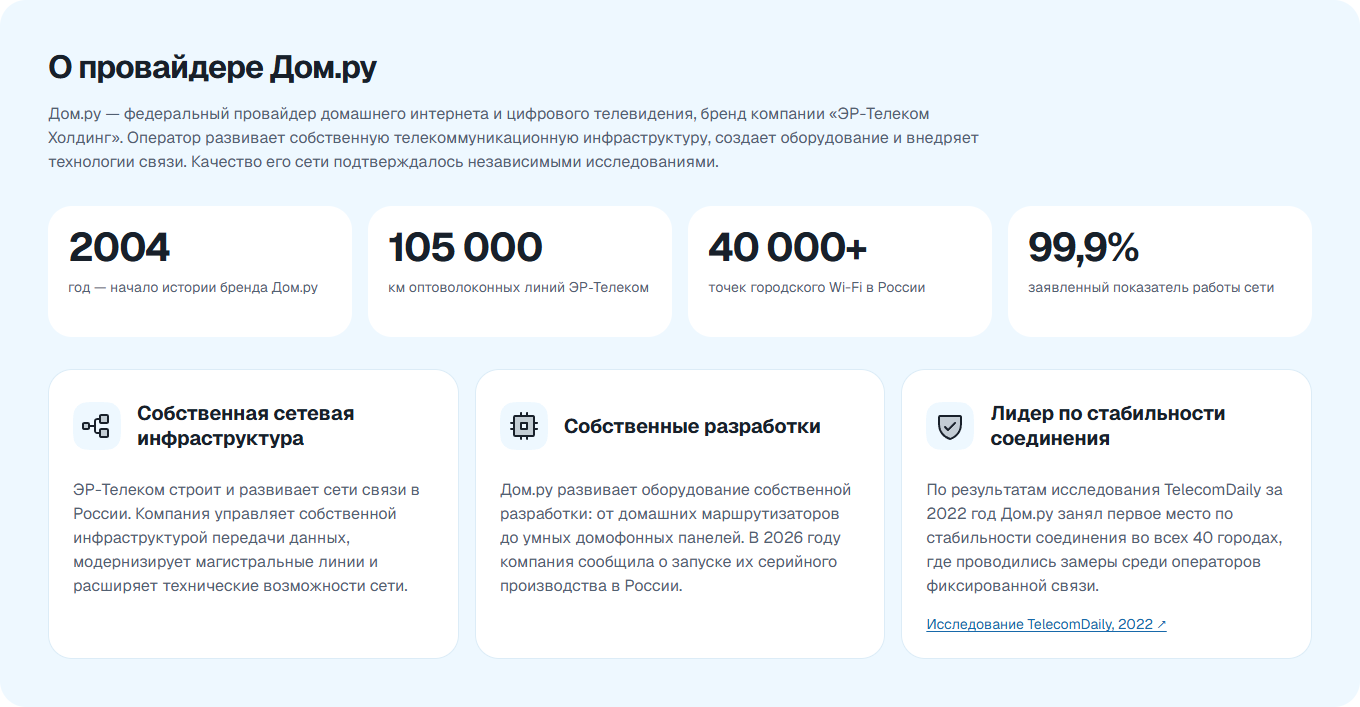 О провайдере Дом.ру
Дом.ру — федеральный провайдер домашнего интернета и цифрового телевидения, бренд компании «ЭР-Телеком
Холдинг». Оператор развивает собственную телекоммуникационную инфраструктуру, создает оборудование и внедряет
технологии связи. Качество его сети подтверждалось независимыми исследованиями.
2004
год — начало истории бренда Дом.ру
105 000
км оптоволоконных линий ЭР-Телеком
40 000+
точек городского Wi-Fi в России
99,9%
заявленный показатель работы сети
Собственная сетевая
инфраструктура
ЭР-Телеком строит и развивает сети связи в
России. Компания управляет собственной
инфраструктурой передачи данных,
модернизирует магистральные линии и
расширяет технические возможности сети.
Собственные разработки
Дом.ру развивает оборудование собственной
разработки: от домашних маршрутизаторов
до умных домофонных панелей. В 2026 году
компания сообщила о запуске их серийного
производства в России.
Лидер по стабильности
соединения
По результатам исследования TelecomDaily за
2022 год Дом.ру занял первое место по
стабильности соединения во всех 40 городах,
где проводились замеры среди операторов
фиксированной связи.
Исследование TelecomDaily, 2022 ↗